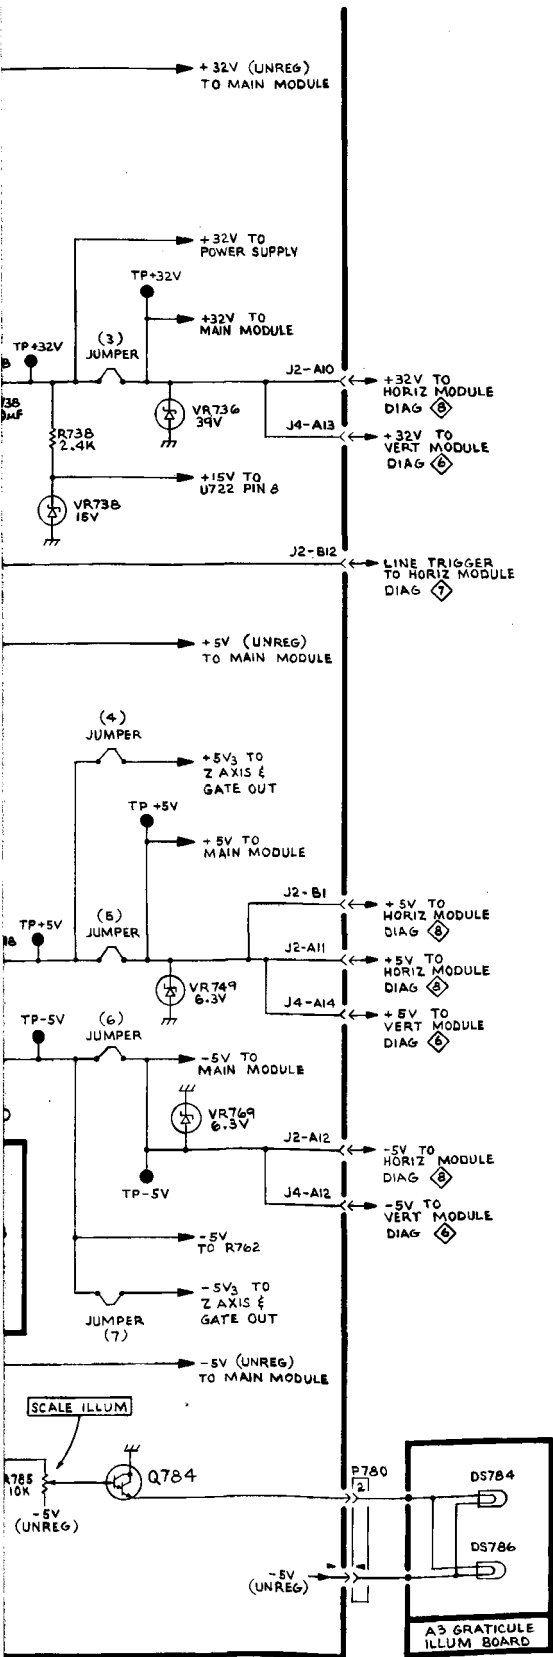 +32V (UNREG)
TO MAIN MODULE
+32V TO
POWER SUPPLY
TP+32V
+32V TO
MAIN MODULE
(3)
JUMPER
TP+32V
J2-A10
+32V TO
HORIZ MODULE
DIAG 8
VR736
39V
J4-A13
+32V TO
VERT MODULE
DIAG 6
R738
2.4K
+15V TO
U722 PIN 8
VR738
15V
J2-B12
LINE TRIGGER
TO HORIZ MODULE
DIAG 7
+5V (UNREG)
TO MAIN MODULE
(4)
JUMPER
+5V3 TO
Z AXIS &
GATE OUT
TP +5V
+5V TO
MAIN MODULE
J2-B1
+5V TO
HORIZ MODULE
DIAG 8
TP+5V
(5)
JUMPER
J2-A11
+5V TO
HORIZ MODULE
DIAG 8
VR749
6.3V
J4-A14
+5V TO
VERT MODULE
DIAG 6
TP-5V
(6)
JUMPER
-5V TO
MAIN MODULE
VR769
6.3V
J2-A12
-5V TO
HORIZ MODULE
DIAG 8
TP-5V
J4-A12
-5V TO
VERT MODULE
DIAG 6
-5V
TO R762
-5V3 TO
Z AXIS &
GATE OUT
JUMPER
(7)
-5V (UNREG)
TO MAIN MODULE
SCALE ILLUM
R785
10K
-5V
(UNREG)
Q784
P780
2
DS784
DS786
-5V
(UNREG)
A3 GRATICULE
ILLUM BOARD